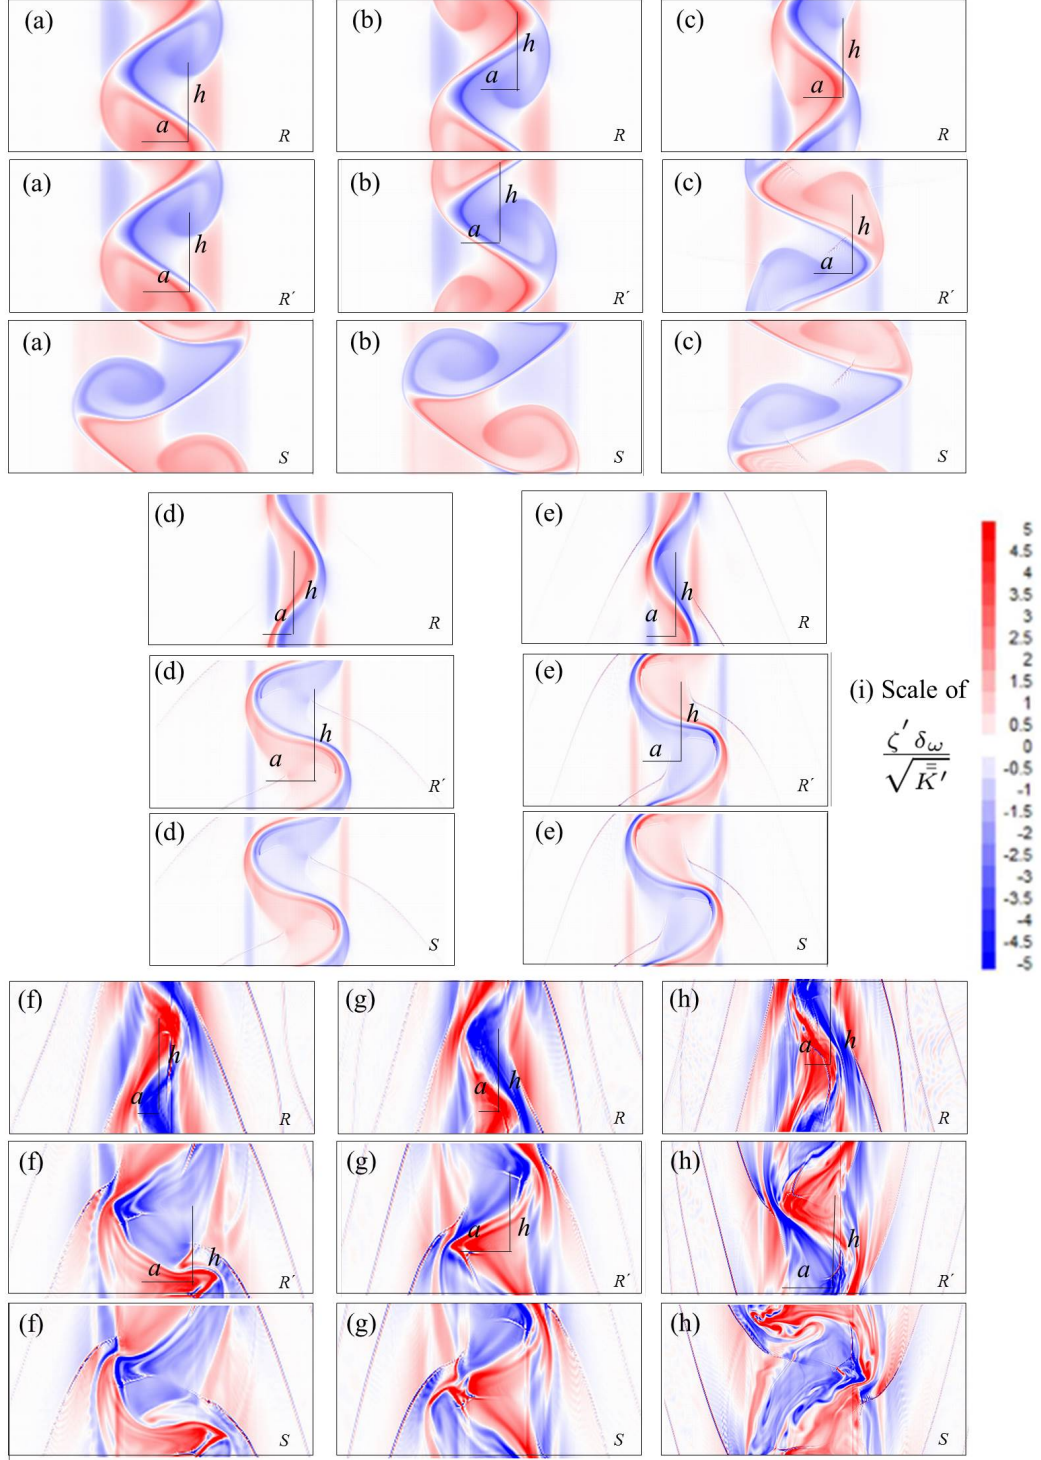 (a) h a R
(b) h a R
(c) h a R
(a) h a R´
(b) h a R´
(c) h a R´
(a) S
(b) S
(c) S
(d) h a R
(e) h a R
(d) h a R´
(e) h a R´
(d) S
(e) S
(i) Scale of
ζ′ δω
√K̿′
5
4.5
4
3.5
3
2.5
2
1.5
1
0.5
0
-0.5
-1
-1.5
-2
-2.5
-3
-3.5
-4
-4.5
-5
(f) h a R
(g) h a R
(h) a h R
(f) h a R´
(g) a h R´
(h) h a R´
(f) S
(g) S
(h) S